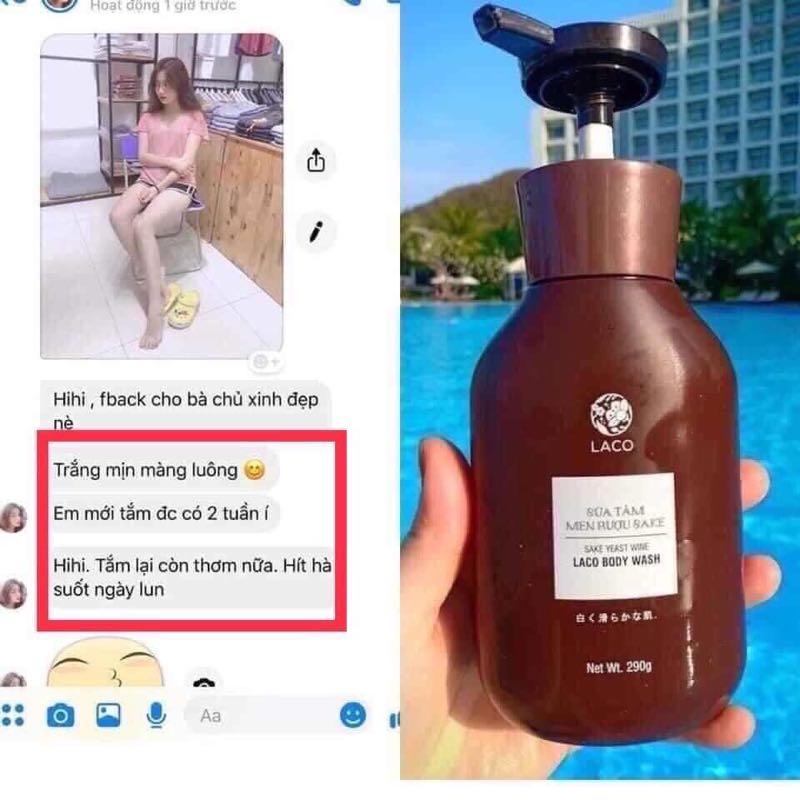 Hoạt động 1 giờ trước
Hihi , fback cho bà chủ xinh đẹp
nè
Trắng mịn màng luông 😊
Em mới tắm đc có 2 tuần í
Hihi. Tắm lại còn thơm nữa. Hít hà
suốt ngày lun
Aa
LACO
SỮA TẮM
MEN RƯỢU SAKE
SAKE YEAST WINE
LACO BODY WASH
白く滑らかな肌.
Net Wt. 290g